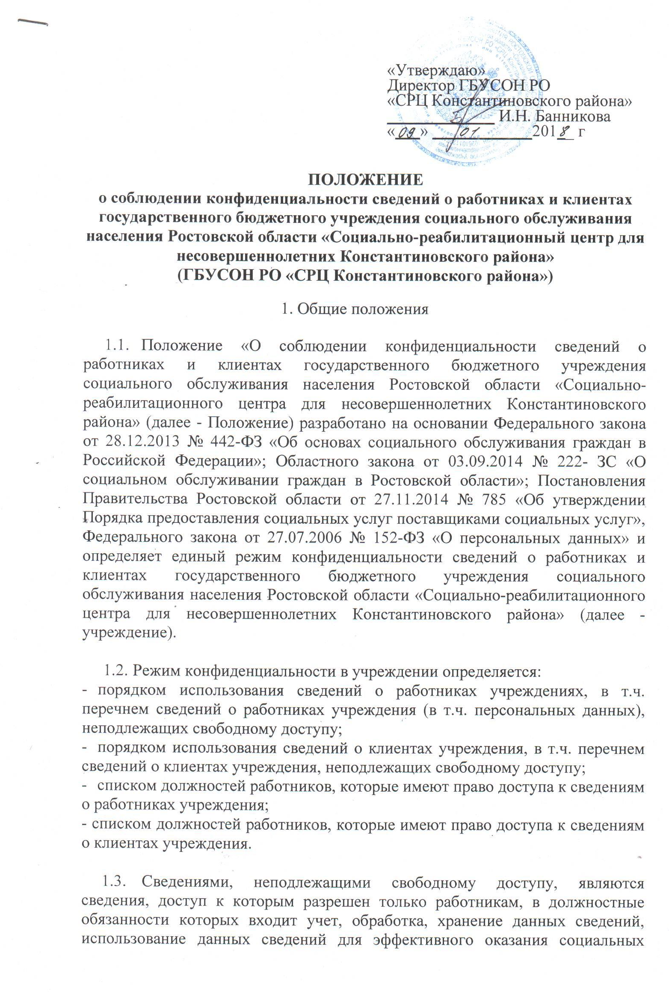 «Утверждаю»
Директор ГБУСОН РО
«СРЦ Константиновского района»
_____________ И.Н. Банникова
«09» 01 2018 г
ПОЛОЖЕНИЕ
о соблюдении конфиденциальности сведений о работниках и клиентах
государственного бюджетного учреждения социального обслуживания
населения Ростовской области «Социально-реабилитационный центр для
несовершеннолетних Константиновского района»
(ГБУСОН РО «СРЦ Константиновского района»)
1. Общие положения
1.1. Положение «О соблюдении конфиденциальности сведений о
работниках и клиентах государственного бюджетного учреждения
социального обслуживания населения Ростовской области «Социально-
реабилитационного центра для несовершеннолетних Константиновского
района» (далее - Положение) разработано на основании Федерального закона
от 28.12.2013 № 442-ФЗ «Об основах социального обслуживания граждан в
Российской Федерации»; Областного закона от 03.09.2014 № 222- ЗС «О
социальном обслуживании граждан в Ростовской области»; Постановления
Правительства Ростовской области от 27.11.2014 № 785 «Об утверждении
Порядка предоставления социальных услуг поставщиками социальных услуг»,
Федерального закона от 27.07.2006 № 152-ФЗ «О персональных данных» и
определяет единый режим конфиденциальности сведений о работниках и
клиентах государственного бюджетного учреждения социального
обслуживания населения Ростовской области «Социально-реабилитационного
центра для несовершеннолетних Константиновского района» (далее -
учреждение).
1.2. Режим конфиденциальности в учреждении определяется:
- порядком использования сведений о работниках учреждениях, в т.ч.
перечнем сведений о работниках учреждения (в т.ч. персональных данных),
неподлежащих свободному доступу;
- порядком использования сведений о клиентах учреждения, в т.ч. перечнем
сведений о клиентах учреждения, неподлежащих свободному доступу;
- списком должностей работников, которые имеют право доступа к сведениям
о работниках учреждения;
- списком должностей работников, которые имеют право доступа к сведениям
о клиентах учреждения.
1.3. Сведениями, неподлежащими свободному доступу, являются
сведения, доступ к которым разрешен только работникам, в должностные
обязанности которых входит учет, обработка, хранение данных сведений,
использование данных сведений для эффективного оказания социальных